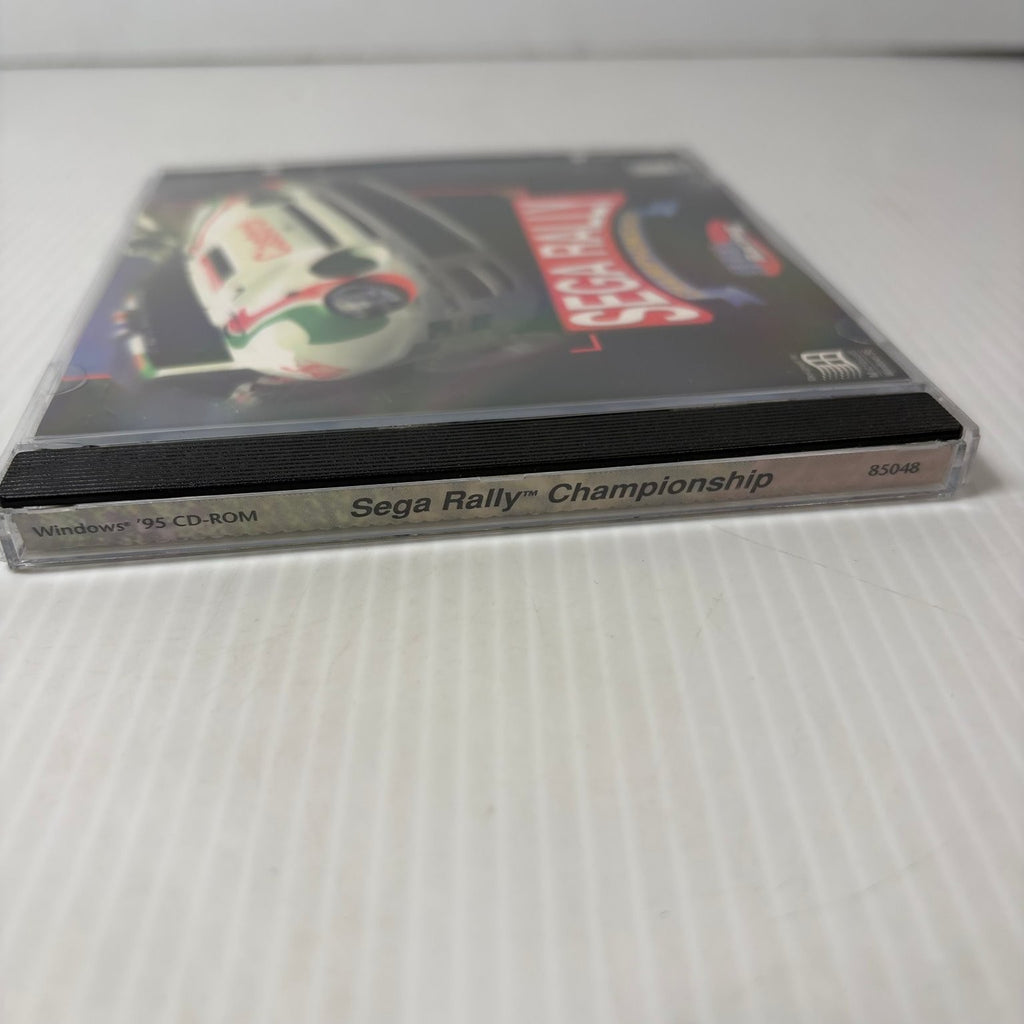 SEGA RALLY
Windows® '95 CD-ROM
Sega Rally™ Championship
85048